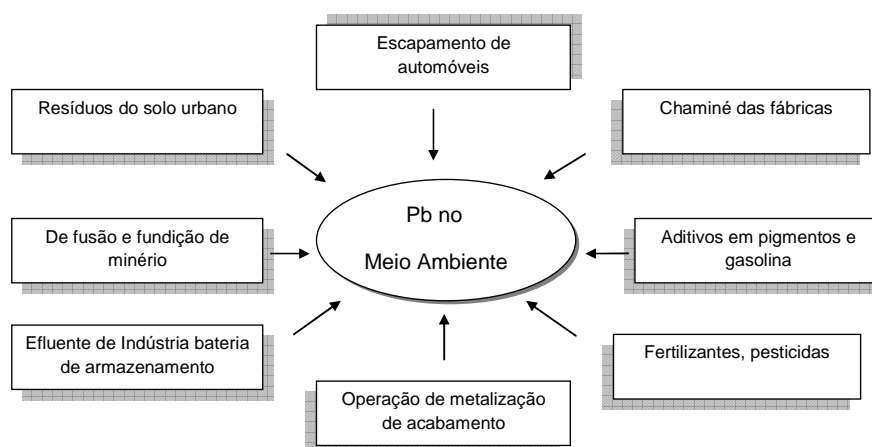 Escapamento de
automóveis
Resíduos do solo urbano
Chaminé das fábricas
Pb no
Meio Ambiente
De fusão e fundição de
minério
Aditivos em pigmentos e
gasolina
Efluente de Indústria bateria
de armazenamento
Fertilizantes, pesticidas
Operação de metalização
de acabamento